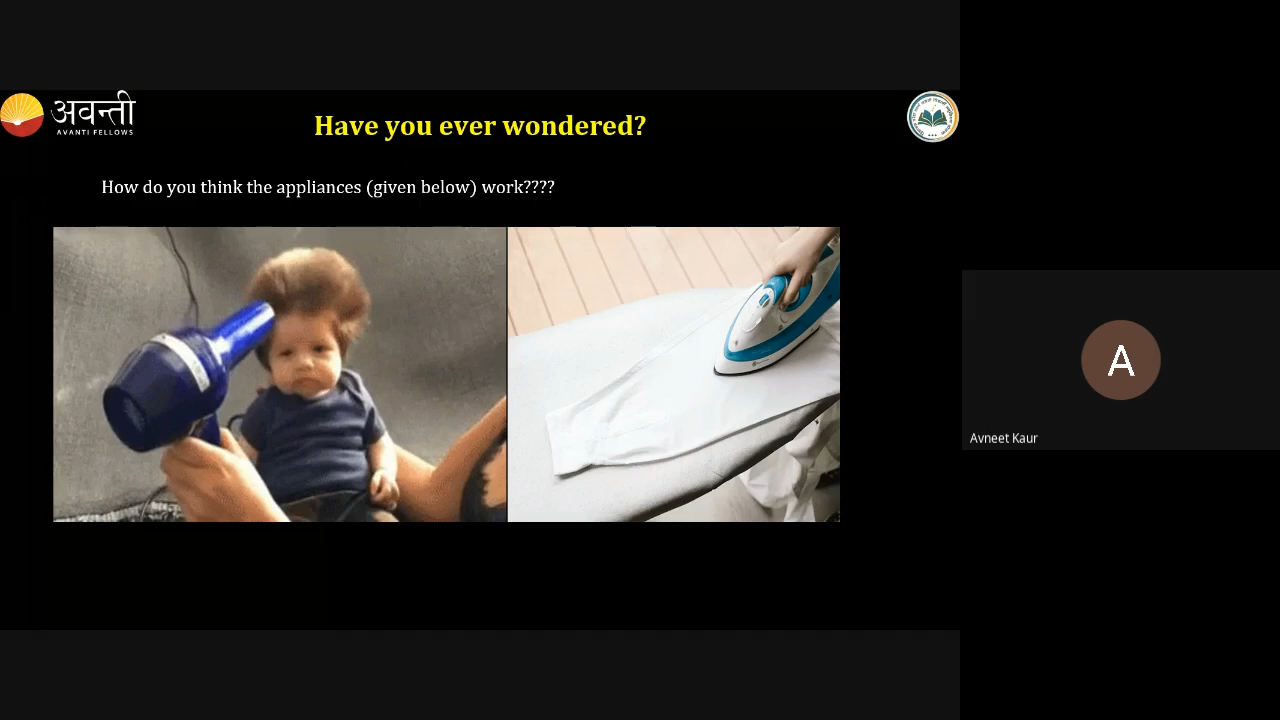 अवन्ती
AVANTI FELLOWS
Have you ever wondered?
How do you think the appliances (given below) work????
A
Avneet Kaur